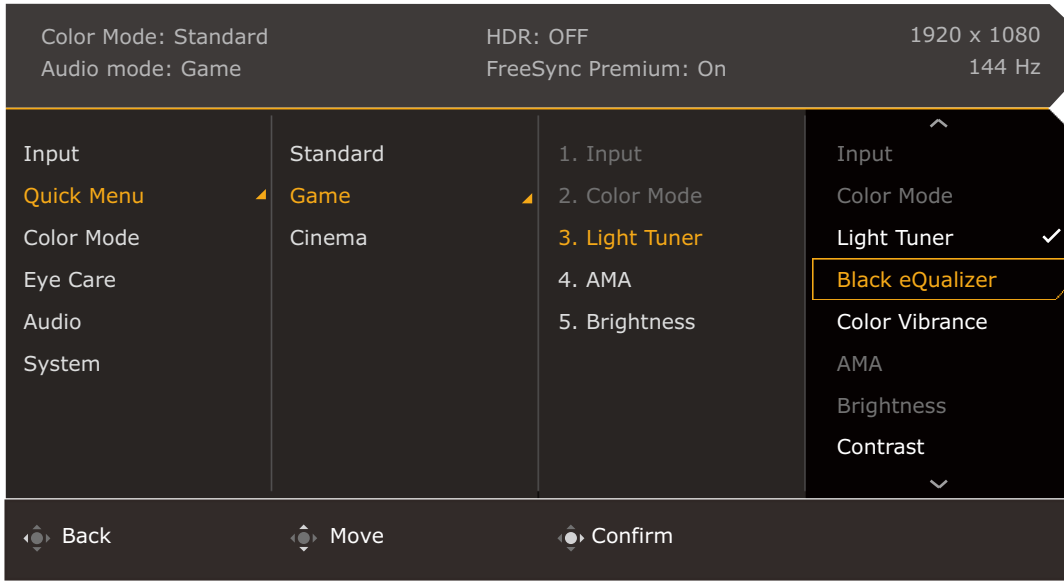 Color Mode: Standard
HDR: OFF
1920 x 1080
Audio mode: Game
FreeSync Premium: On
144 Hz
Input
Quick Menu
Color Mode
Eye Care
Audio
System
Standard
Game
Cinema
1. Input
2. Color Mode
3. Light Tuner
4. AMA
5. Brightness
Input
Color Mode
Light Tuner
Black eQualizer
Color Vibrance
AMA
Brightness
Contrast
Back
Move
Confirm